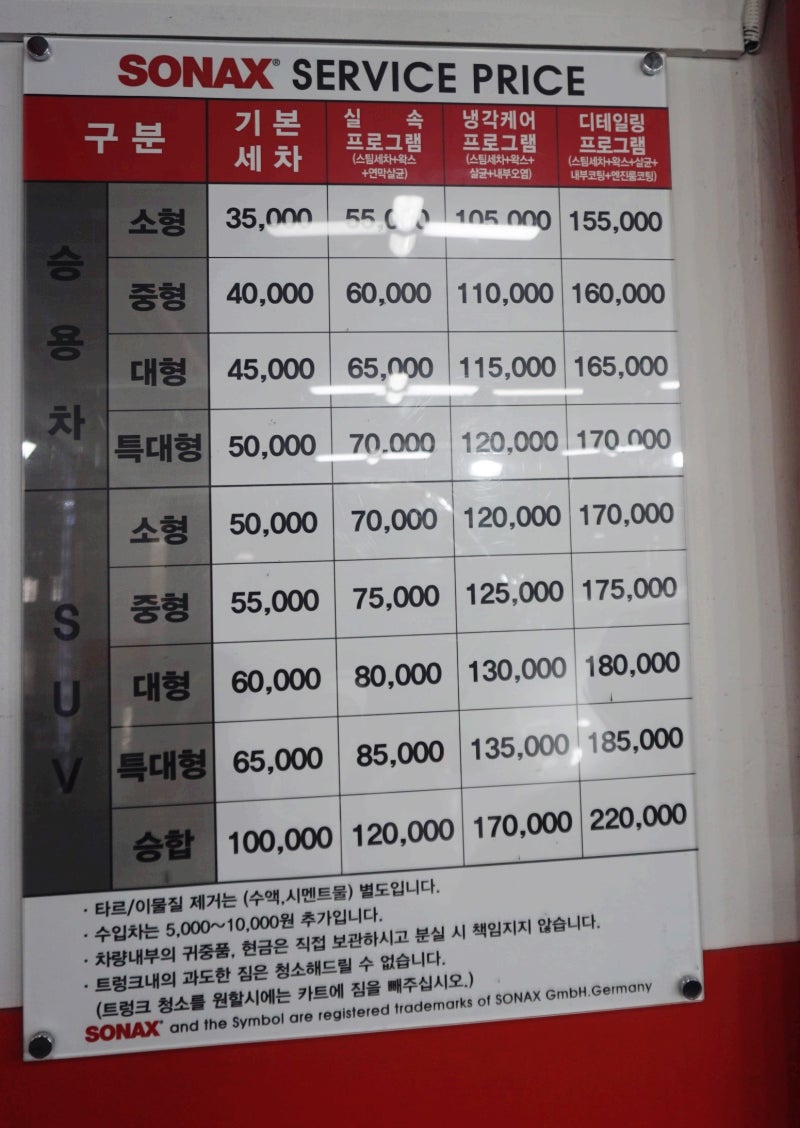 SONAX® SERVICE PRICE
구분 기본 세차 실속 프로그램 (스팀세차+왁스+연막살균) 냉각케어 프로그램 (스팀세차+왁스+살균+내부오염) 디테일링 프로그램 (스팀세차+왁스+살균+내부코팅+엔진룸코팅)
승용차
소형 35,000 55,000 105,000 155,000
중형 40,000 60,000 110,000 160,000
대형 45,000 65,000 115,000 165,000
특대형 50,000 70,000 120,000 170,000
SUV
소형 50,000 70,000 120,000 170,000
중형 55,000 75,000 125,000 175,000
대형 60,000 80,000 130,000 180,000
특대형 65,000 85,000 135,000 185,000
승합 100,000 120,000 170,000 220,000
· 타르/이물질 제거는 (수액,시멘트물) 별도입니다.
· 수입차는 5,000~10,000원 추가입니다.
· 차량내부의 귀중품, 현금은 직접 보관하시고 분실 시 책임지지 않습니다.
· 트렁크내의 과도한 짐은 청소해드릴 수 없습니다.
(트렁크 청소를 원할시에는 카트에 짐을 빼주십시오.)
SONAX® and the Symbol are registered trademarks of SONAX GmbH.Germany